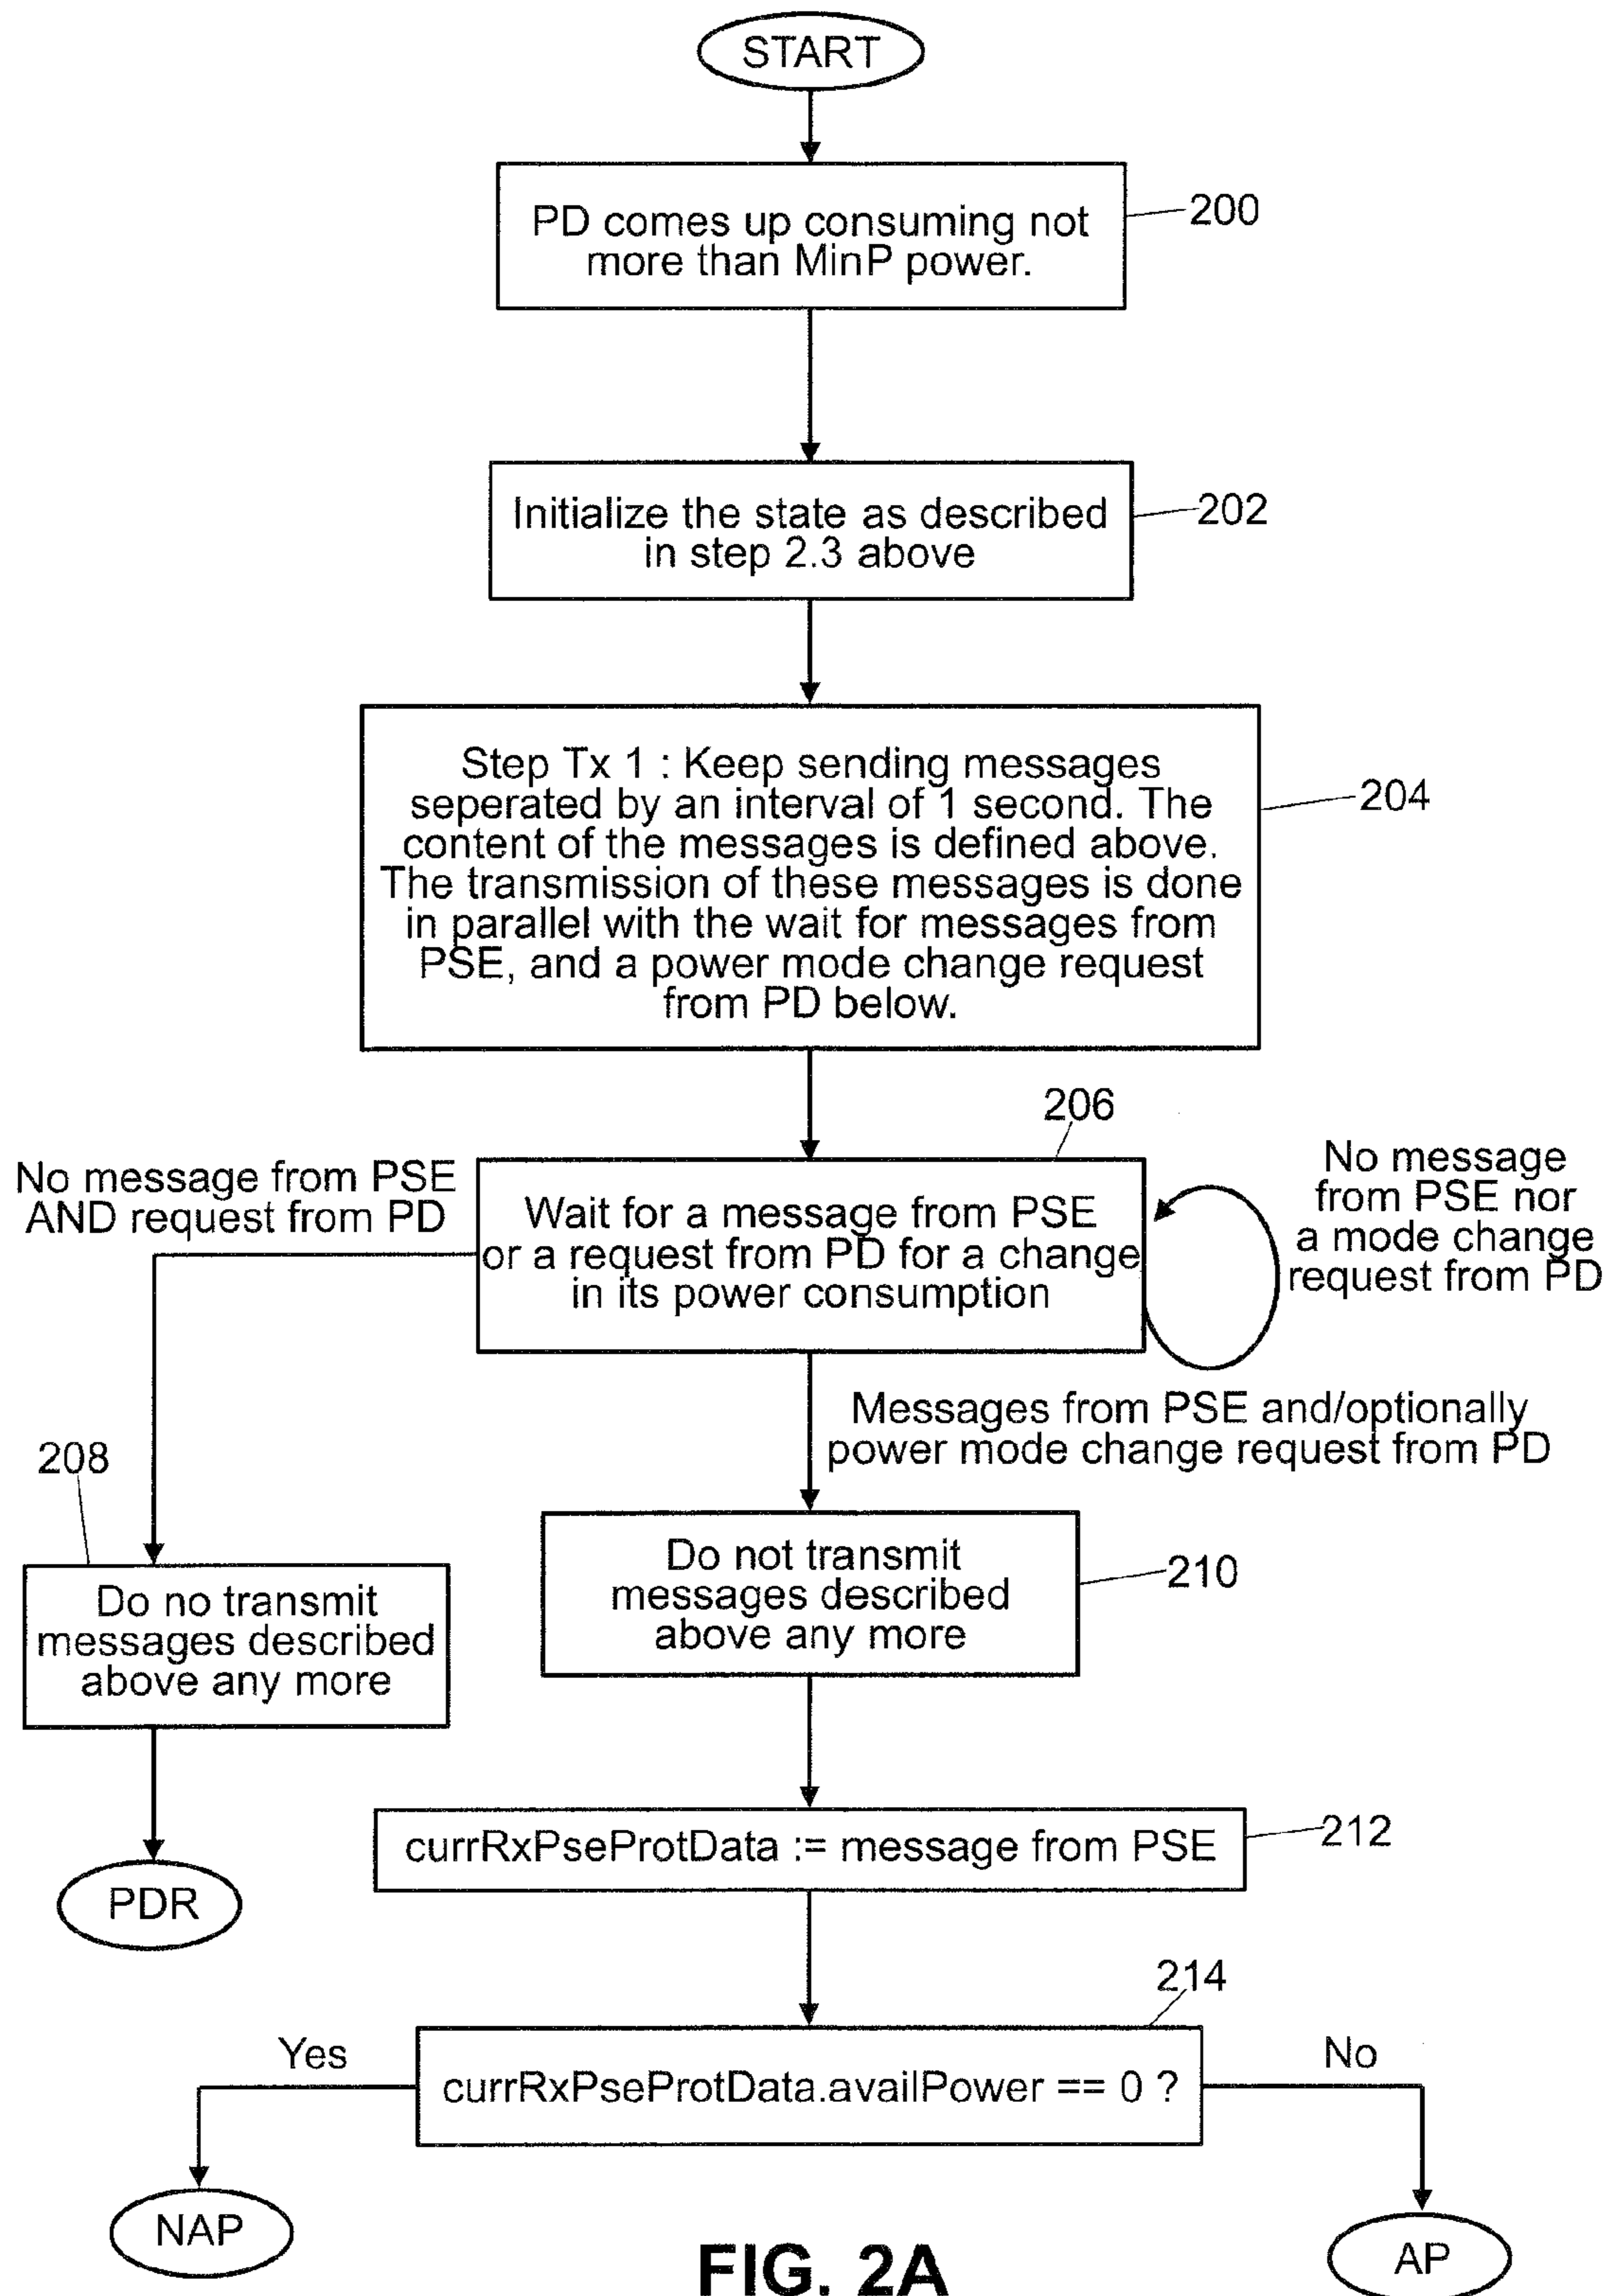 START
PD comes up consuming not
more than MinP power.
200
Initialize the state as described
in step 2.3 above
202
Step Tx 1 : Keep sending messages
seperated by an interval of 1 second. The
content of the messages is defined above.
The transmission of these messages is done
in parallel with the wait for messages from
PSE, and a power mode change request
from PD below.
204
206
No message from PSE
AND request from PD
Wait for a message from PSE
or a request from PD for a change
in its power consumption
No message
from PSE nor
a mode change
request from PD
Messages from PSE and/optionally
power mode change request from PD
208
Do no transmit
messages described
above any more
Do not transmit
messages described
above any more
210
PDR
currRxPseProtData := message from PSE
212
214
Yes
currRxPseProtData.availPower == 0 ?
No
NAP
AP
FIG. 2A